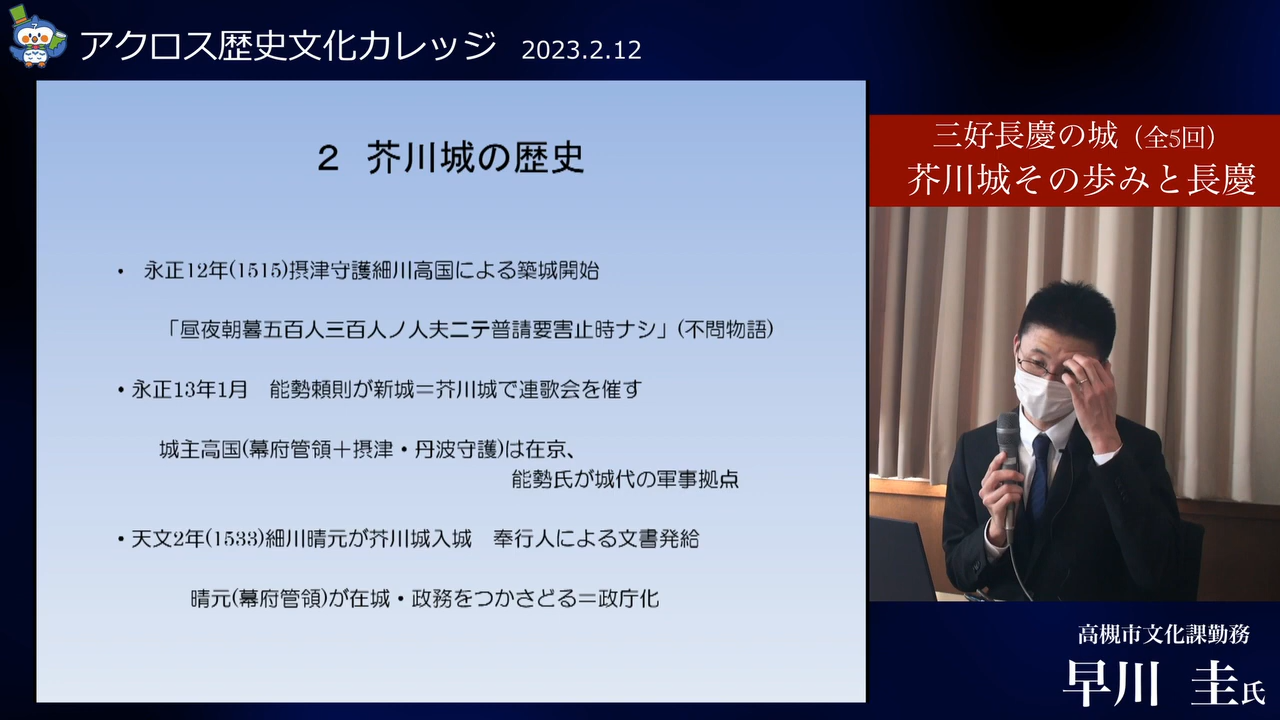 アクロス歴史文化カレッジ 2023.2.12
２ 芥川城の歴史
・ 永正12年(1515)摂津守護細川高国による築城開始
「昼夜朝暮五百人三百人ノ人夫ニテ普請要害止時ナシ」(不問物語)
・永正13年1月 能勢頼則が新城＝芥川城で連歌会を催す
城主高国(幕府管領＋摂津・丹波守護)は在京、
能勢氏が城代の軍事拠点
・天文2年(1533)細川晴元が芥川城入城 奉行人による文書発給
晴元(幕府管領)が在城・政務をつかさどる＝政庁化
三好長慶の城（全5回）
芥川城その歩みと長慶
高槻市文化課勤務
早川 圭氏